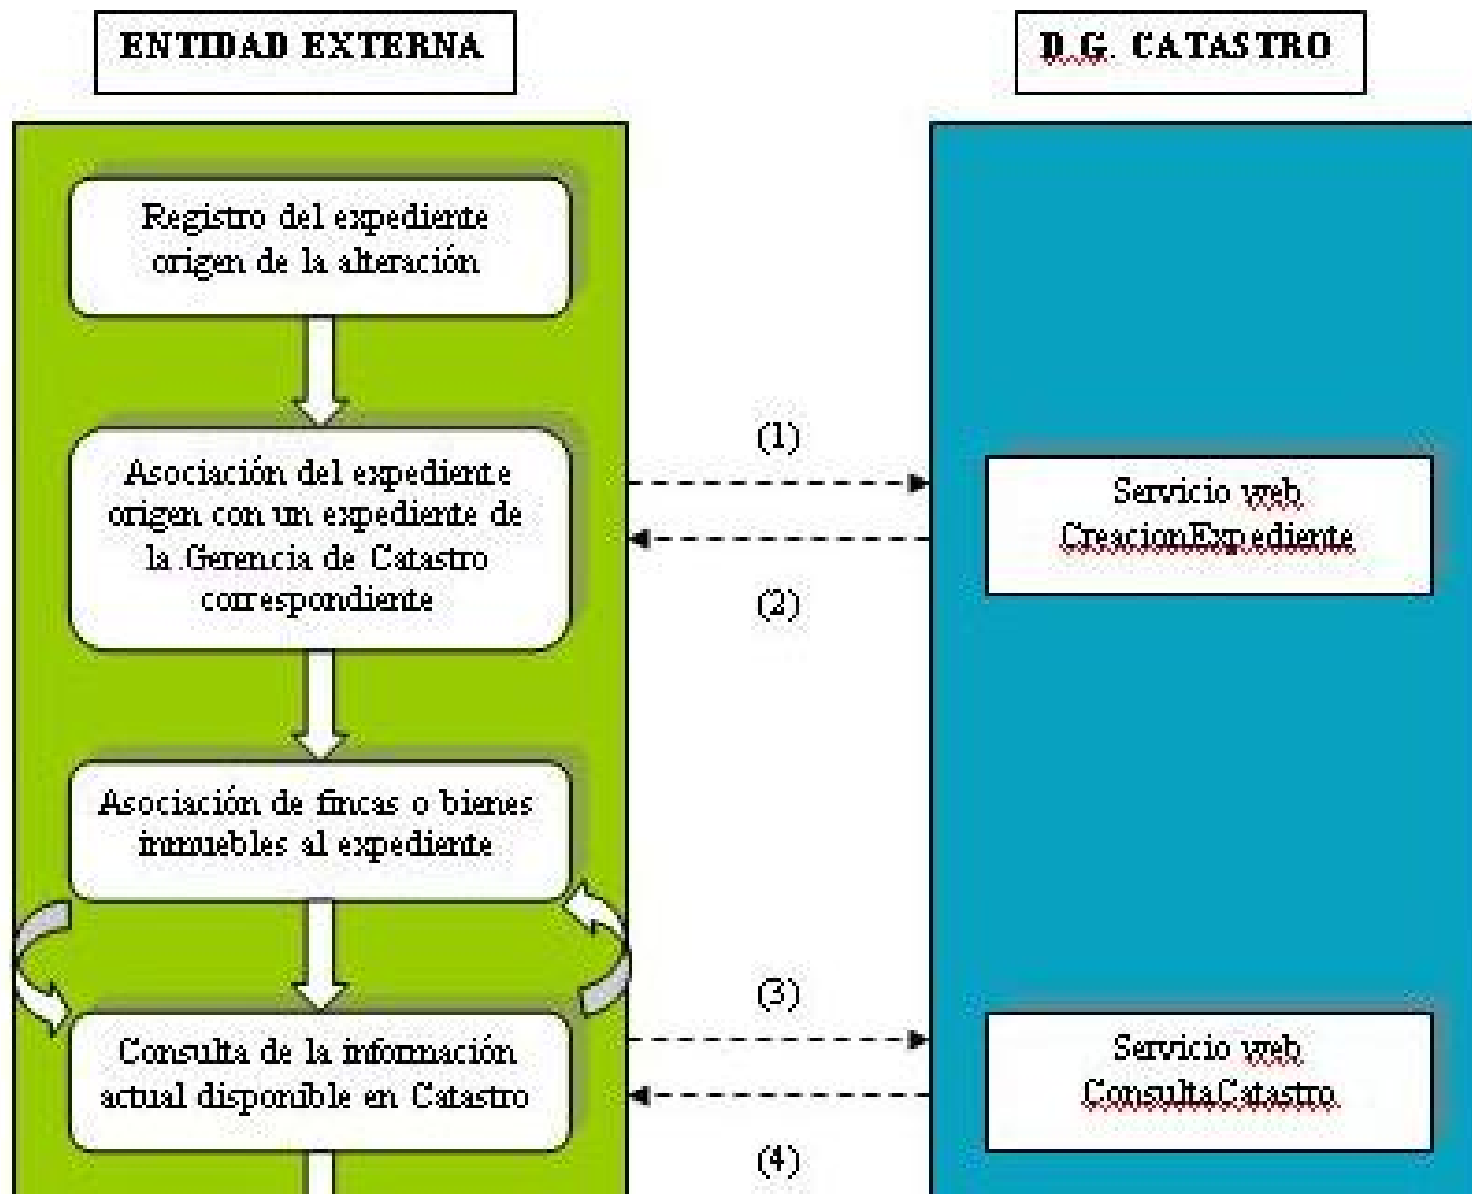 ENTIDAD EXTERNA
D.G. CATASTRO
Registro del expediente
origen de la alteración
Asociación del expediente
origen con un expediente de
la Gerencia de Catastro
correspondiente
(1)
(2)
Servicio web
CreacionExpediente
Asociación de fincas o bienes
inmuebles al expediente
Consulta de la información
actual disponible en Catastro
(3)
(4)
Servicio web
ConsultaCatastro